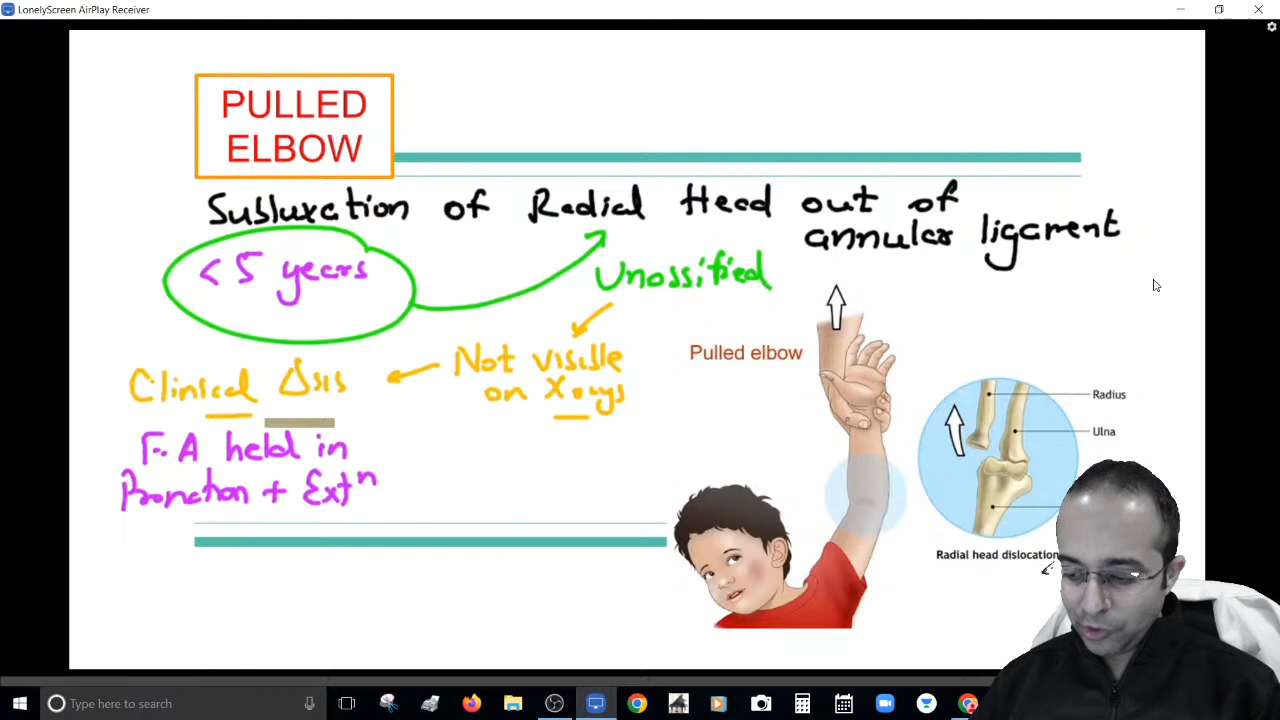 LonelyScreen AirPlay Receiver
PULLED
ELBOW
Subluxation of Radial Head out of
annular ligament
< 5 years
Unossified
Not visible
on Xrays
Clinical Δsis
F.A held in
Pronation + Extⁿ
Pulled elbow
Radius
Ulna
Radial head dislocation
Type here to search